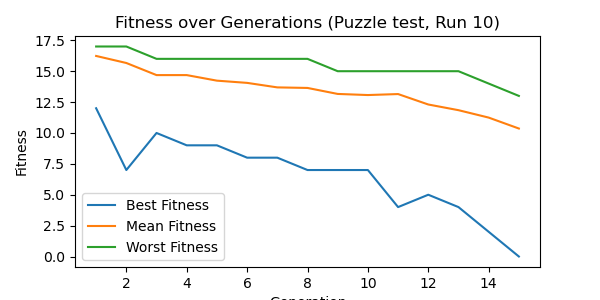 Fitness over Generations (Puzzle test, Run 10)
17.5
15.0
12.5
10.0
7.5
5.0
2.5
0.0
Fitness
Best Fitness
Mean Fitness
Worst Fitness
2 4 6 8 10 12 14
Generation